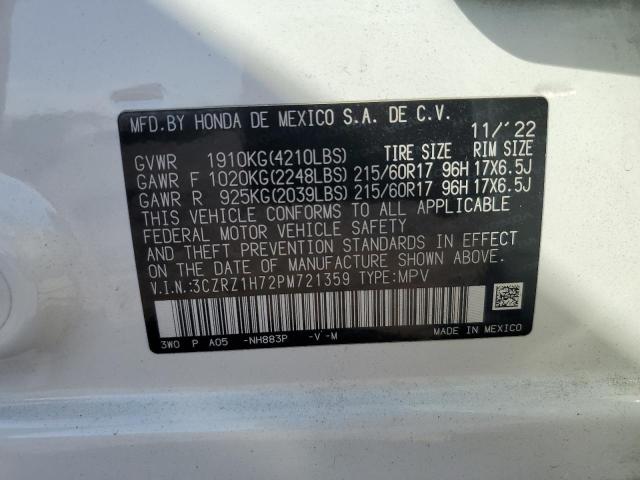 MFD.BY HONDA DE MEXICO S.A. DE C.V.
11/'22
GVWR 1910KG(4210LBS) TIRE SIZE RIM SIZE
GAWR F 1020KG(2248LBS) 215/60R17 96H 17X6.5J
GAWR R 925KG(2039LBS) 215/60R17 96H 17X6.5J
THIS VEHICLE CONFORMS TO ALL APPLICABLE
FEDERAL MOTOR VEHICLE SAFETY
AND THEFT PREVENTION STANDARDS IN EFFECT
ON THE DATE OF MANUFACTURE SHOWN ABOVE.
V.I.N.:3CZRZ1H72PM721359 TYPE:MPV
3W0 P A05 -NH883P -V -M
MADE IN MEXICO